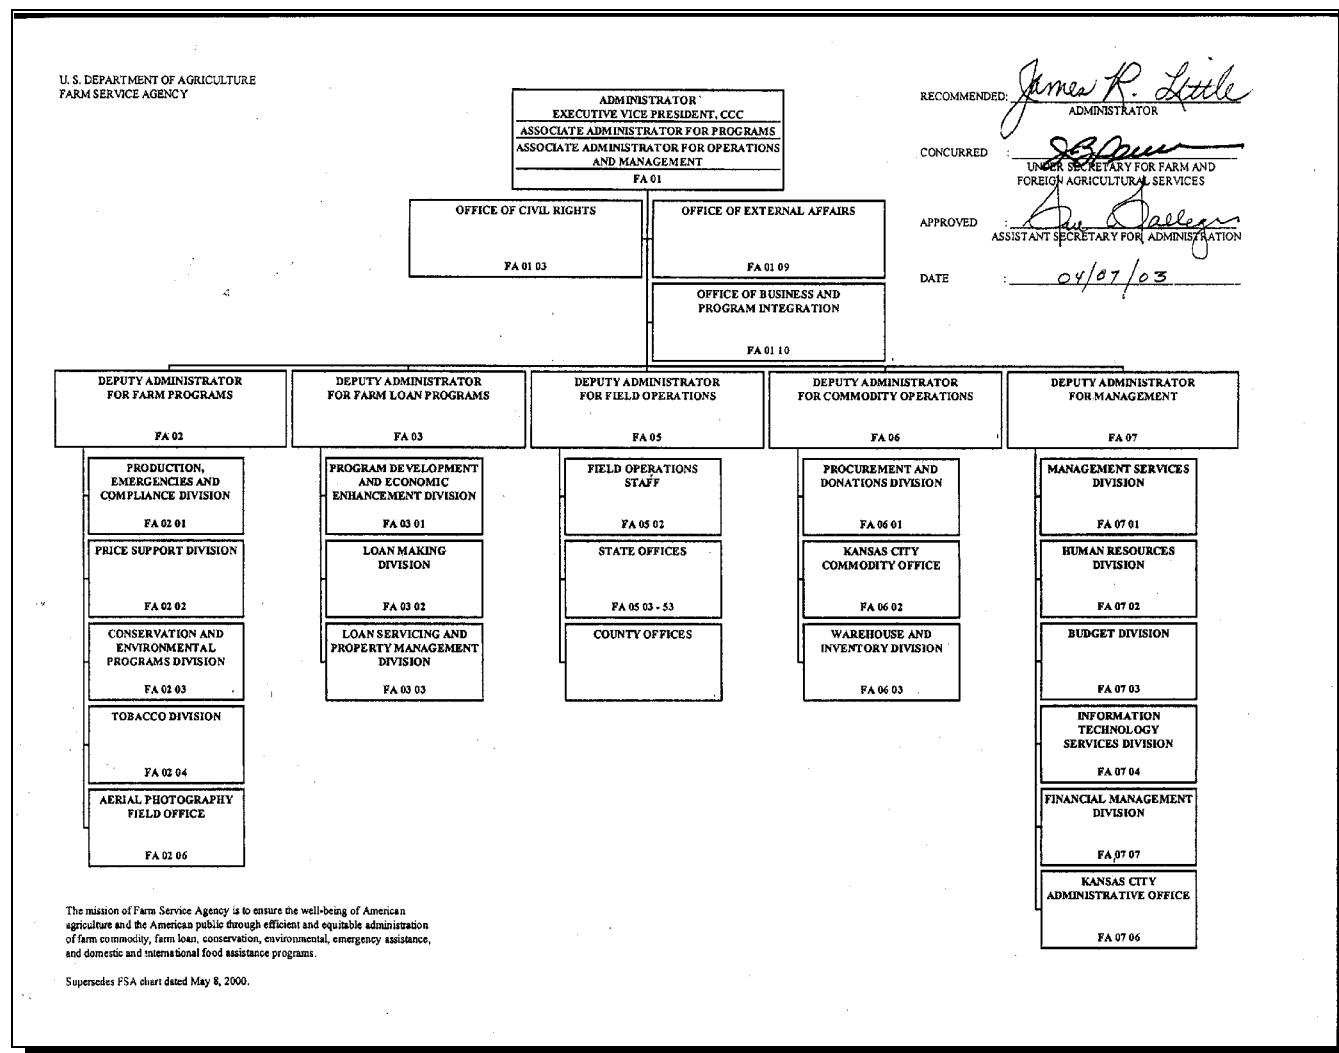 U. S. DEPARTMENT OF AGRICULTURE
FARM SERVICE AGENCY
ADMINISTRATOR
EXECUTIVE VICE PRESIDENT, CCC
ASSOCIATE ADMINISTRATOR FOR PROGRAMS
ASSOCIATE ADMINISTRATOR FOR OPERATIONS
AND MANAGEMENT
FA 01
RECOMMENDED: James R. Little
ADMINISTRATOR
CONCURRED :
UNDER SECRETARY FOR FARM AND
FOREIGN AGRICULTURAL SERVICES
APPROVED :
ASSISTANT SECRETARY FOR ADMINISTRATION
DATE : 04/07/03
OFFICE OF CIVIL RIGHTS
FA 01 03
OFFICE OF EXTERNAL AFFAIRS
FA 01 09
OFFICE OF BUSINESS AND
PROGRAM INTEGRATION
FA 01 10
DEPUTY ADMINISTRATOR
FOR FARM PROGRAMS
FA 02
DEPUTY ADMINISTRATOR
FOR FARM LOAN PROGRAMS
FA 03
DEPUTY ADMINISTRATOR
FOR FIELD OPERATIONS
FA 05
DEPUTY ADMINISTRATOR
FOR COMMODITY OPERATIONS
FA 06
DEPUTY ADMINISTRATOR
FOR MANAGEMENT
FA 07
PRODUCTION,
EMERGENCIES AND
COMPLIANCE DIVISION
FA 02 01
PRICE SUPPORT DIVISION
FA 02 02
CONSERVATION AND
ENVIRONMENTAL
PROGRAMS DIVISION
FA 02 03
TOBACCO DIVISION
FA 02 04
AERIAL PHOTOGRAPHY
FIELD OFFICE
FA 02 06
PROGRAM DEVELOPMENT
AND ECONOMIC
ENHANCEMENT DIVISION
FA 03 01
LOAN MAKING
DIVISION
FA 03 02
LOAN SERVICING AND
PROPERTY MANAGEMENT
DIVISION
FA 03 03
FIELD OPERATIONS
STAFF
FA 05 02
STATE OFFICES
FA 05 03 - 53
COUNTY OFFICES
PROCUREMENT AND
DONATIONS DIVISION
FA 06 01
KANSAS CITY
COMMODITY OFFICE
FA 06 02
WAREHOUSE AND
INVENTORY DIVISION
FA 06 03
MANAGEMENT SERVICES
DIVISION
FA 07 01
HUMAN RESOURCES
DIVISION
FA 07 02
BUDGET DIVISION
FA 07 03
INFORMATION
TECHNOLOGY
SERVICES DIVISION
FA 07 04
FINANCIAL MANAGEMENT
DIVISION
FA 07 07
KANSAS CITY
ADMINISTRATIVE OFFICE
FA 07 06
The mission of Farm Service Agency is to ensure the well-being of American
agriculture and the American public through efficient and equitable administration
of farm commodity, farm loan, conservation, environmental, emergency assistance,
and domestic and international food assistance programs.
Supersedes FSA chart dated May 8, 2000.